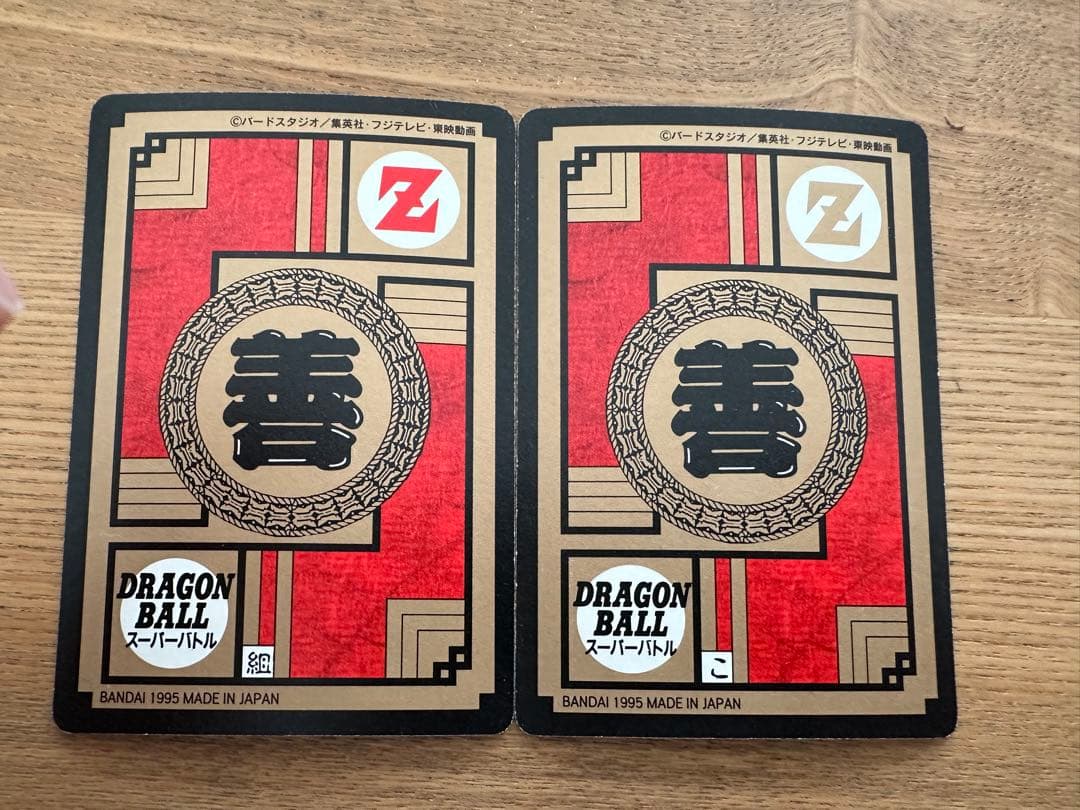 ©バードスタジオ／集英社・フジテレビ・東映動画
Z
善
DRAGON
BALL
スーパーバトル
組
BANDAI 1995 MADE IN JAPAN
©バードスタジオ／集英社・フジテレビ・東映動画
Z
善
DRAGON
BALL
スーパーバトル
こ
BANDAI 1995 MADE IN JAPAN